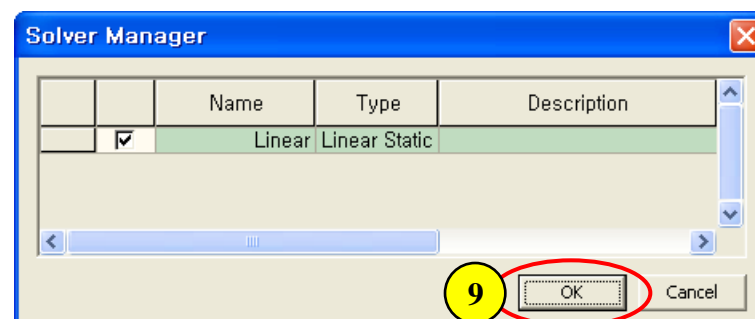 Solver Manager
Name Type Description
Linear Linear Static
9 OK Cancel